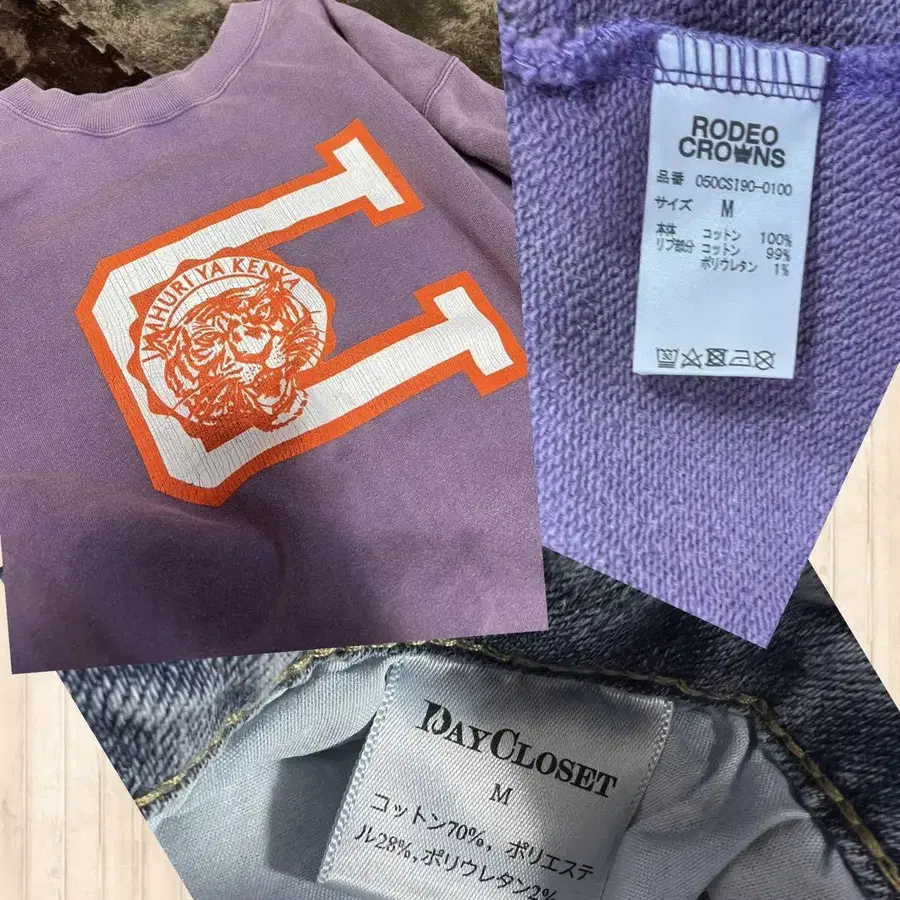 JAMHURI YA KENYA
RODEO
CROWNS
品番 050CSI90-0100
サイズ M
本体 コットン 100%
リブ部分 コットン 99%
ポリウレタン 1%
30
DAYCLOSET
M
コットン70%, ポリエステ
ル28%,ポリウレタン2%